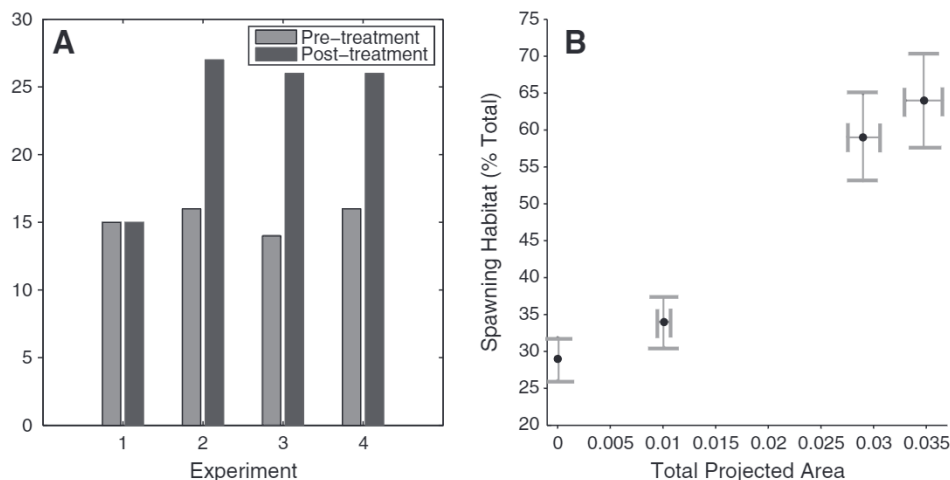 A
Pre-treatment
Post-treatment
30
25
20
15
10
5
0
1 2 3 4
Experiment
B
Spawning Habitat (% Total)
75
70
65
60
55
50
45
40
35
30
25
20
0 0.005 0.01 0.015 0.02 0.025 0.03 0.035
Total Projected Area